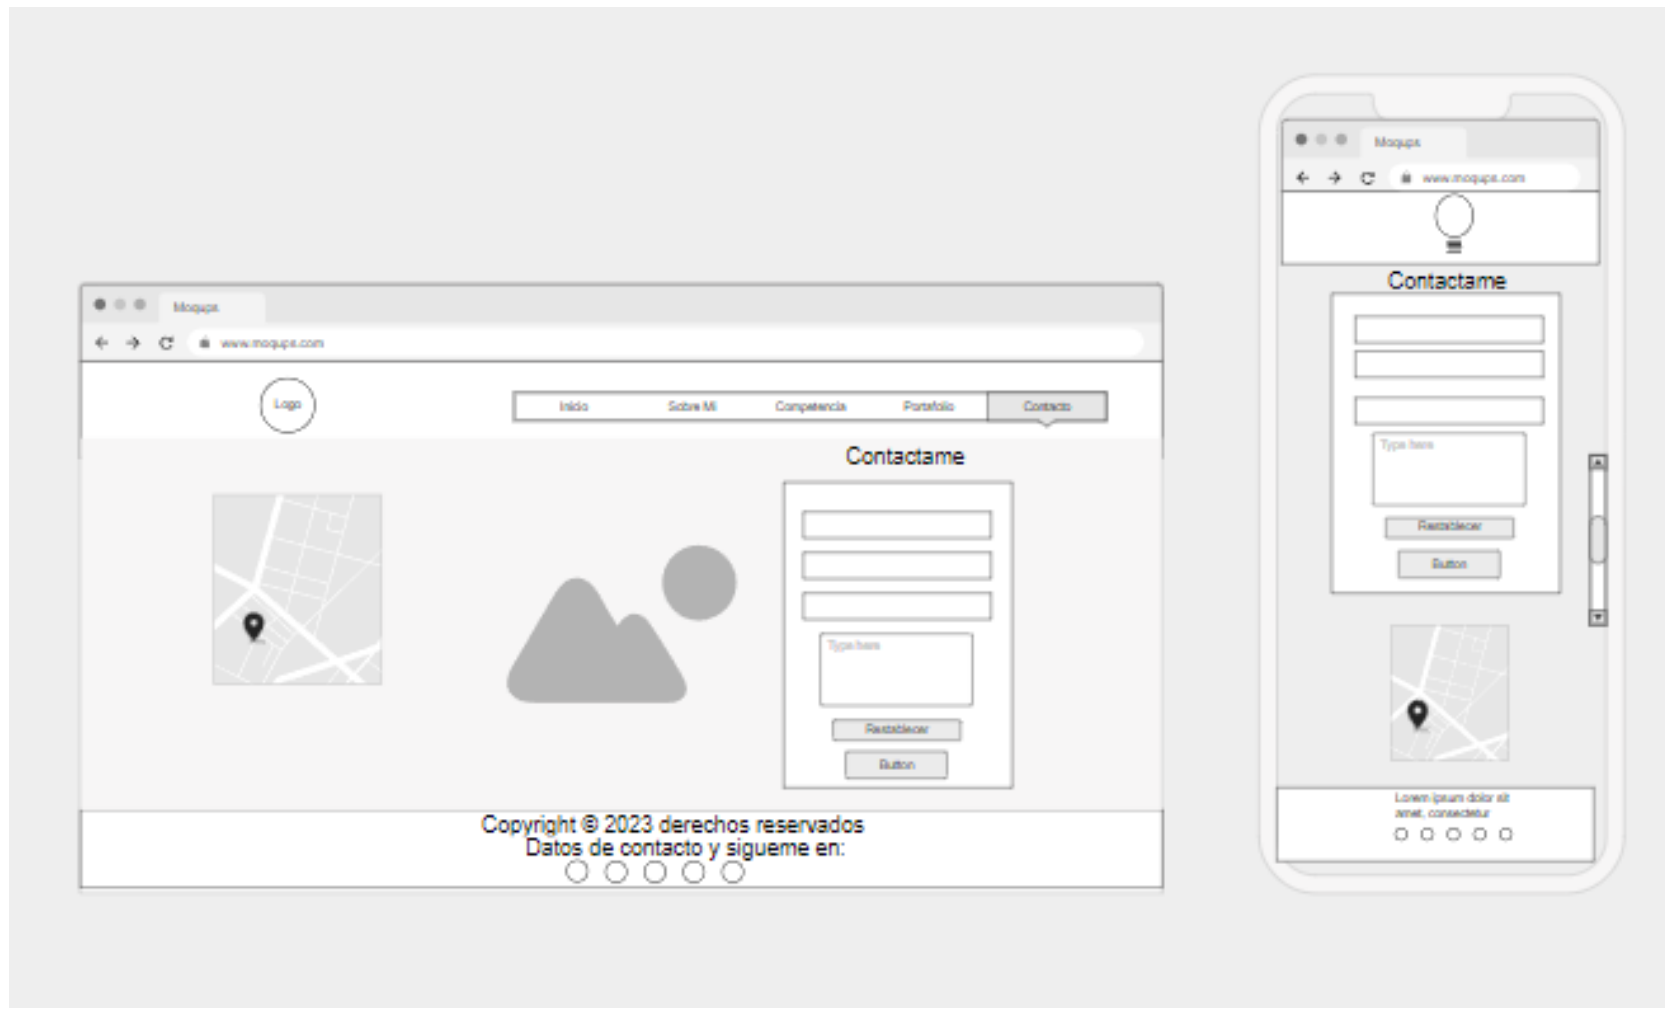 Moqups
www.moqups.com
Logo
Inicio
Sobre Mi
Competencia
Portafolio
Contacto
Contactame
Type here
Restablecer
Button
Copyright © 2023 derechos reservados
Datos de contacto y sigueme en:
Moqups
www.moqups.com
Contactame
Type here
Restablecer
Button
Lorem ipsum dolor sit
amet, consectetur